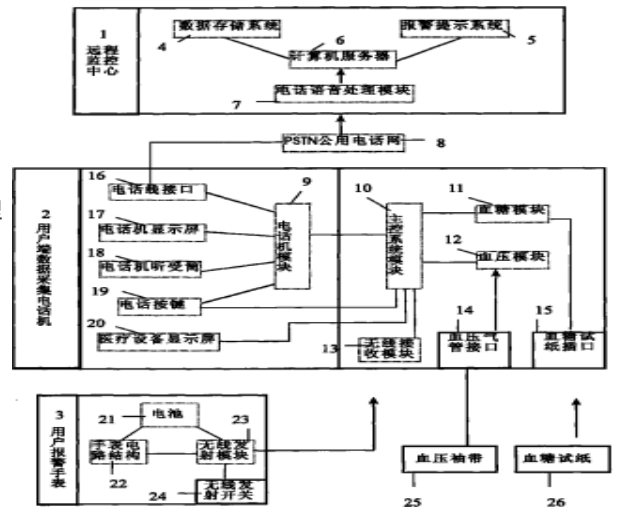 1
远程
监控
中心
数据存储系统
4
报警提示系统
5
6
计算机服务器
电话语音处理模块
7
PSTN公用电话网
8
2
用户端数据采集电话机
16
电话线接口
17
电话机显示屏
18
电话机听受筒
19
电话按键
20
医疗设备显示屏
9
电话机模块
10
主控系统模块
11
血糖模块
12
血压模块
13
无线接
收模块
14
血压气
管接口
15
血糖试
纸插口
3
用户报警手表
21
电池
手表电
路结构
22
23
无线发
射模块
24
无线发
射开关
血压袖带
25
血糖试纸
26